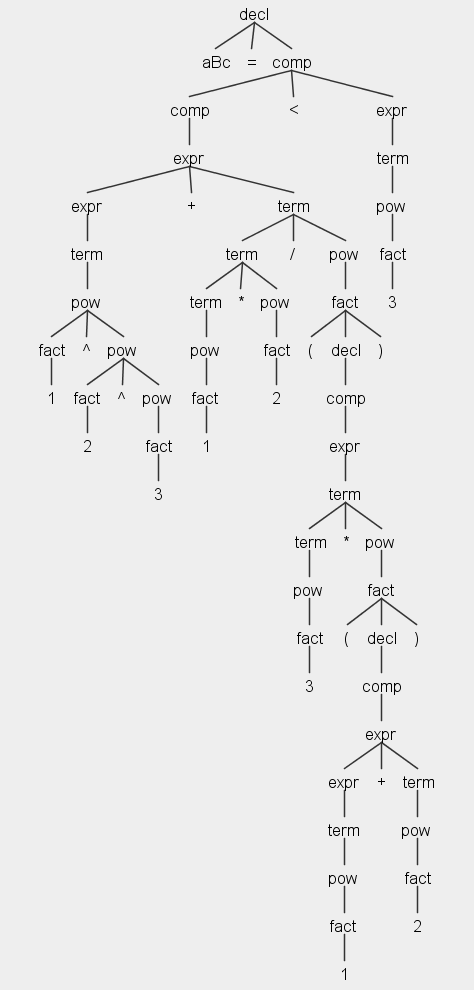 decl
aBc = comp
comp < expr
expr term
expr + term pow
term term / pow fact
pow term * pow fact 3
fact ^ pow pow fact ( decl )
1 fact ^ pow fact 2 comp
2 fact 1 expr
3 term
term * pow
pow fact
fact ( decl )
3 comp
expr
expr + term
term pow
pow fact
fact 2
1